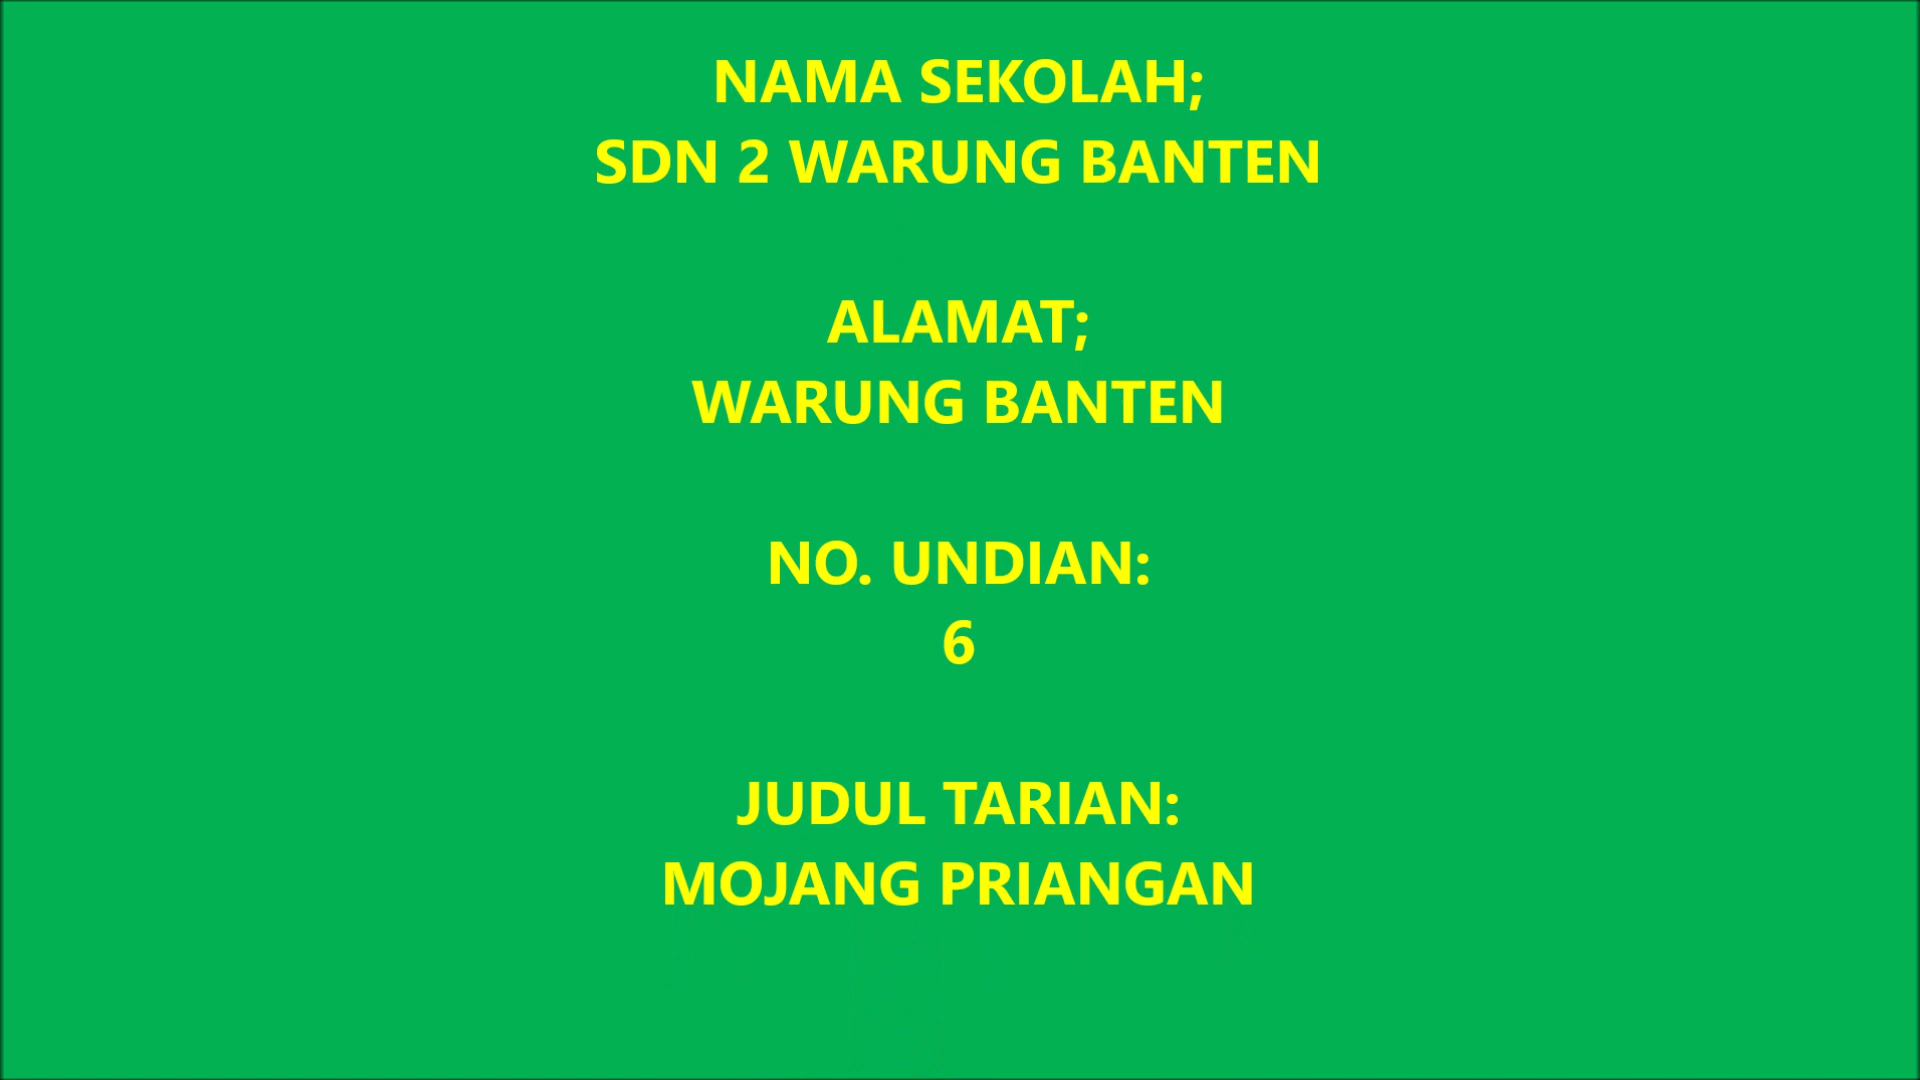 NAMA SEKOLAH;
SDN 2 WARUNG BANTEN
ALAMAT;
WARUNG BANTEN
NO. UNDIAN:
6
JUDUL TARIAN:
MOJANG PRIANGAN